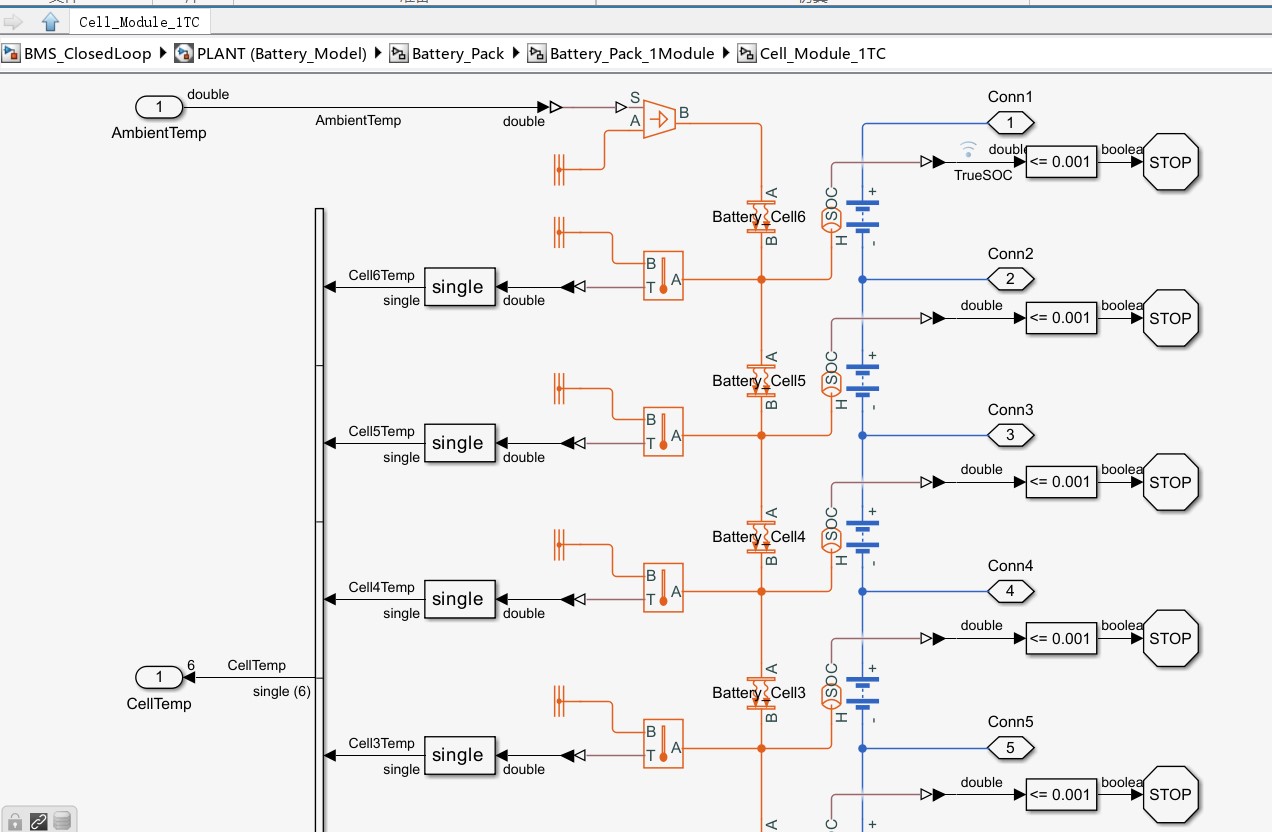 Cell_Module_1TC
BMS_ClosedLoop
PLANT (Battery_Model)
Battery_Pack
Battery_Pack_1Module
Cell_Module_1TC
1
double
AmbientTemp
AmbientTemp
double
S
A
B
Conn1
1
double
TrueSOC
<= 0.001
boolea
STOP
A
Battery_Cell6
B
SOC
H
+
-
B
T
A
Cell6Temp
single
single
double
Conn2
2
double
<= 0.001
boolea
STOP
A
Battery_Cell5
B
SOC
H
+
-
B
T
A
Cell5Temp
single
single
double
Conn3
3
double
<= 0.001
boolea
STOP
A
Battery_Cell4
B
SOC
H
+
-
B
T
A
Cell4Temp
single
single
double
Conn4
4
double
<= 0.001
boolea
STOP
1
CellTemp
6
CellTemp
single (6)
A
Battery_Cell3
B
SOC
H
+
-
B
T
A
Cell3Temp
single
single
double
Conn5
5
double
<= 0.001
boolea
STOP
A
C
+